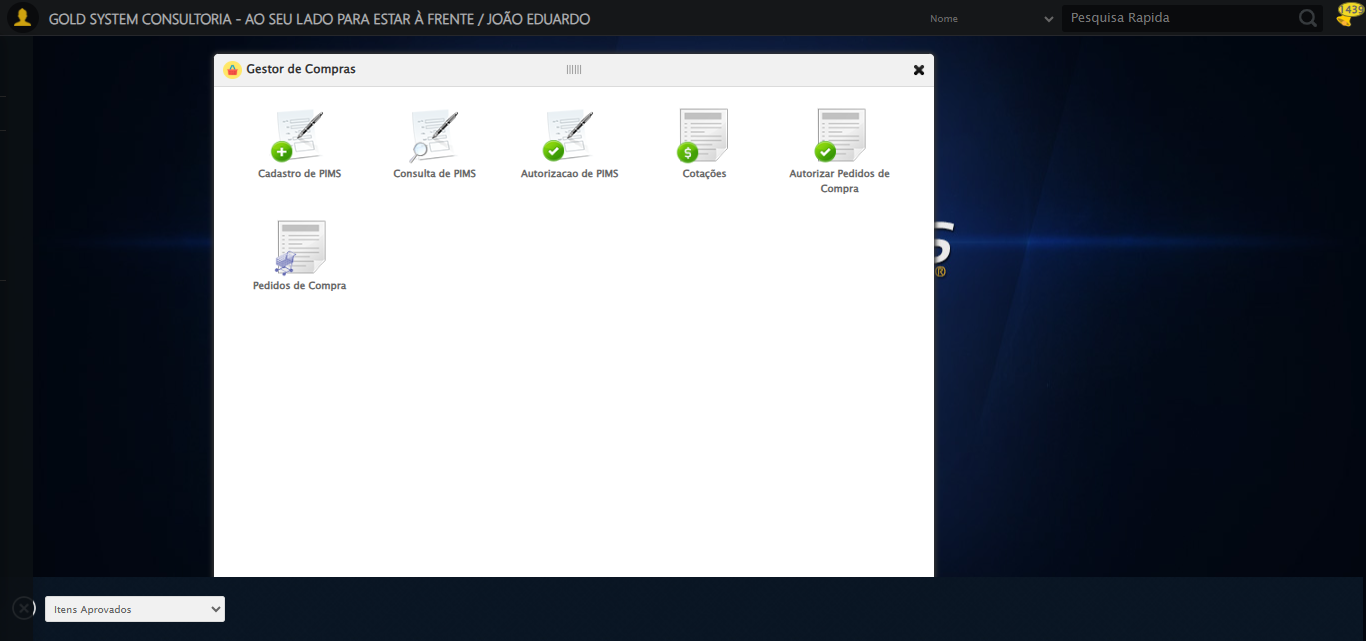 GOLD SYSTEM CONSULTORIA - AO SEU LADO PARA ESTAR À FRENTE / JOÃO EDUARDO
Nome
Pesquisa Rapida
1439
Gestor de Compras
Cadastro de PIMS
Consulta de PIMS
Autorizacao de PIMS
Cotações
Autorizar Pedidos de
Compra
Pedidos de Compra
S
®
Itens Aprovados